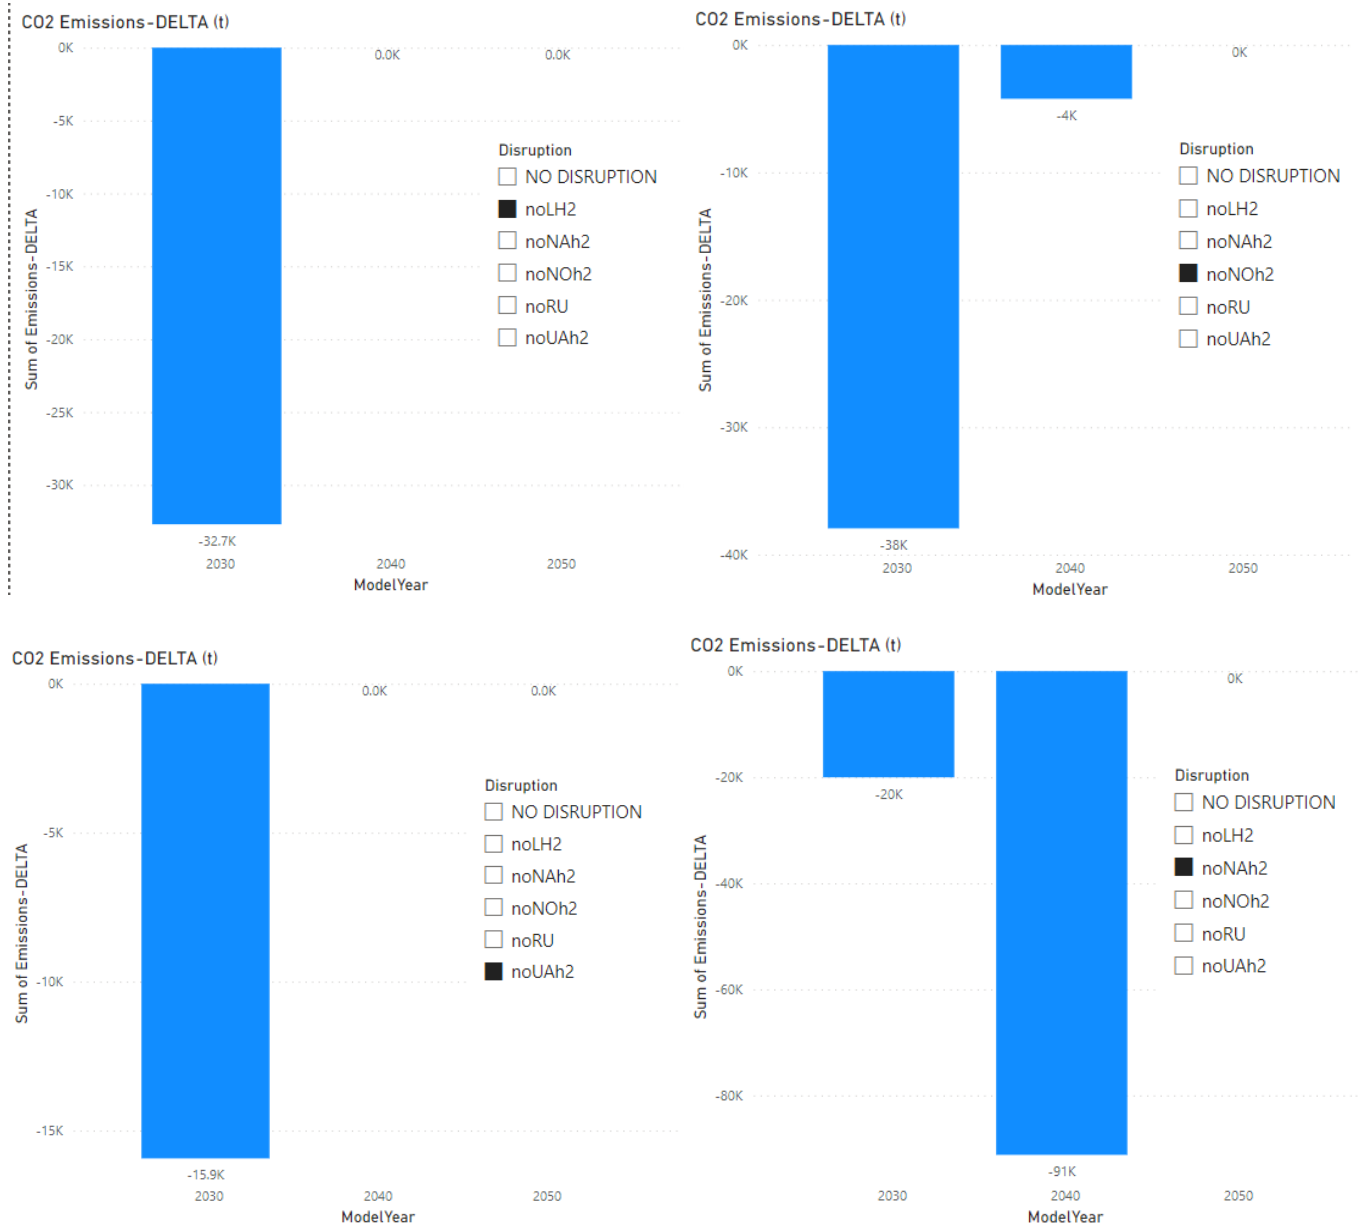 CO2 Emissions-DELTA (t)
0K
-5K
-10K
-15K
-20K
-25K
-30K
Sum of Emissions-DELTA
0.0K
0.0K
-32.7K
2030
2040
2050
ModelYear
Disruption
NO DISRUPTION
noLH2
noNAh2
noNOh2
noRU
noUAh2
CO2 Emissions-DELTA (t)
0K
-10K
-20K
-30K
-40K
Sum of Emissions-DELTA
-38K
-4K
0K
2030
2040
2050
ModelYear
Disruption
NO DISRUPTION
noLH2
noNAh2
noNOh2
noRU
noUAh2
CO2 Emissions-DELTA (t)
0K
-5K
-10K
-15K
Sum of Emissions-DELTA
0.0K
0.0K
-15.9K
2030
2040
2050
ModelYear
Disruption
NO DISRUPTION
noLH2
noNAh2
noNOh2
noRU
noUAh2
CO2 Emissions-DELTA (t)
0K
-20K
-40K
-60K
-80K
Sum of Emissions-DELTA
-20K
-91K
0K
2030
2040
2050
ModelYear
Disruption
NO DISRUPTION
noLH2
noNAh2
noNOh2
noRU
noUAh2